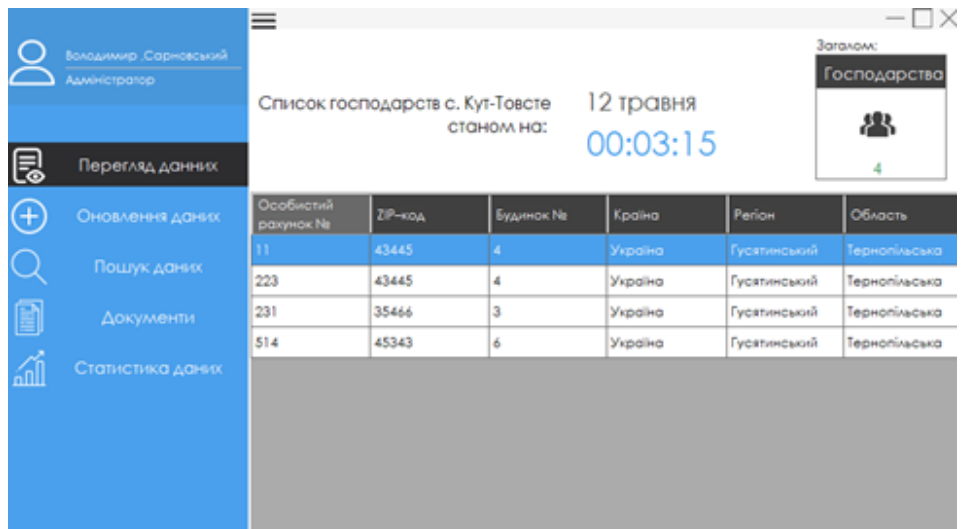 Володимир .Сарновський
Адміністратор
Перегляд данних
Оновлення даних
Пошук даних
Документи
Статистика даних
Список господарств с. Кут-Товсте
станом на:
12 травня
00:03:15
Загалом:
Господарства
4
Особистий рахунок № ZIP-код Будинок № Країна Регіон Область
11 43445 4 Україна Гусятинський Тернопільська
223 43445 4 Україна Гусятинський Тернопільська
231 35466 3 Україна Гусятинський Тернопільська
514 45343 6 Україна Гусятинський Тернопільська